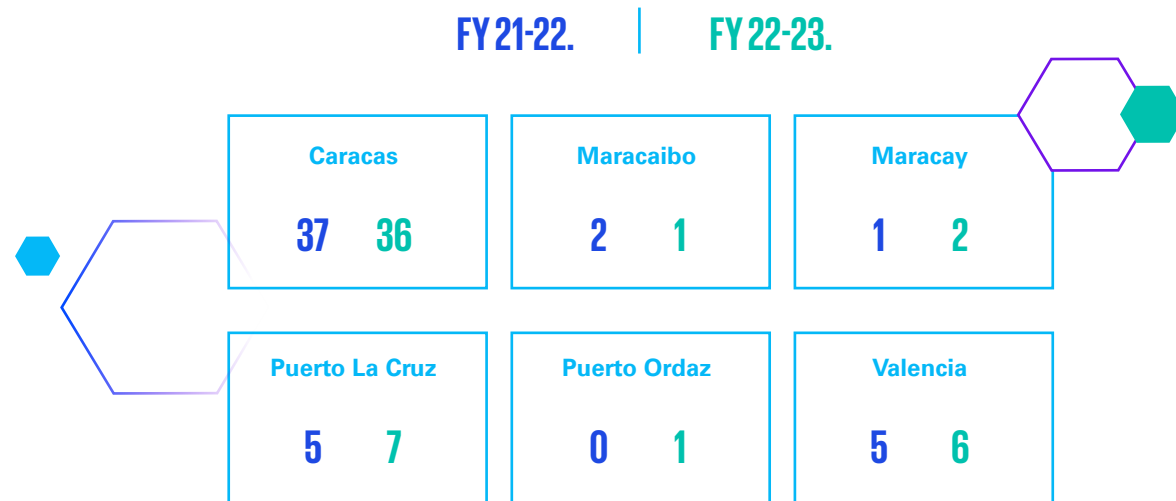 FY 21-22. FY 22-23.
Caracas
37 36
Maracaibo
2 1
Maracay
1 2
Puerto La Cruz
5 7
Puerto Ordaz
0 1
Valencia
5 6